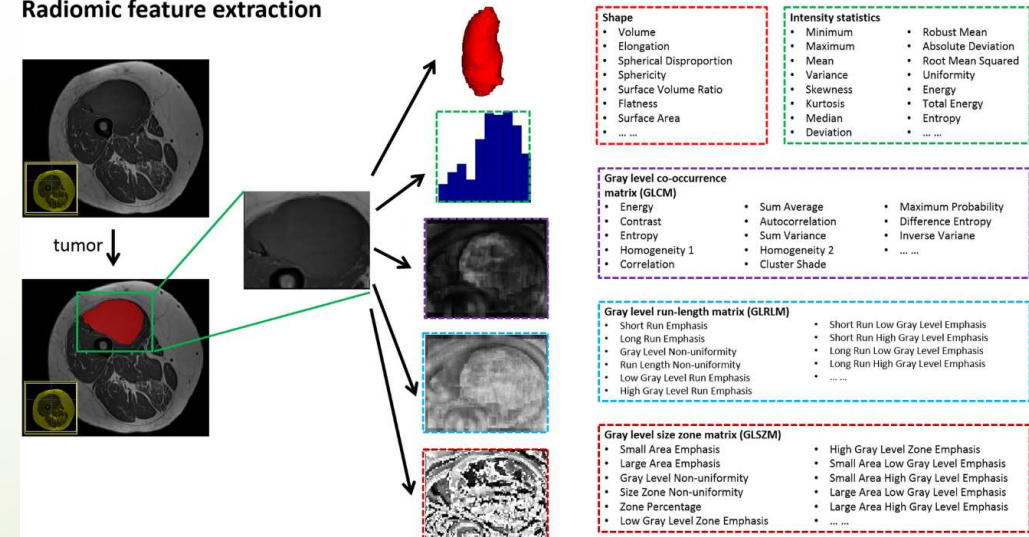 Radiomic feature extraction
tumor
Shape
• Volume
• Elongation
• Spherical Disproportion
• Sphericity
• Surface Volume Ratio
• Flatness
• Surface Area
• ... ...
Intensity statistics
• Minimum
• Maximum
• Mean
• Variance
• Skewness
• Kurtosis
• Median
• Deviation
• Robust Mean
• Absolute Deviation
• Root Mean Squared
• Uniformity
• Energy
• Total Energy
• Entropy
• ... ...
Gray level co-occurrence
matrix (GLCM)
• Energy
• Contrast
• Entropy
• Homogeneity 1
• Correlation
• Sum Average
• Autocorrelation
• Sum Variance
• Homogeneity 2
• Cluster Shade
• Maximum Probability
• Difference Entropy
• Inverse Variane
• ... ...
Gray level run-length matrix (GLRLM)
• Short Run Emphasis
• Long Run Emphasis
• Gray Level Non-uniformity
• Run Length Non-uniformity
• Low Gray Level Run Emphasis
• High Gray Level Run Emphasis
• Short Run Low Gray Level Emphasis
• Short Run High Gray Level Emphasis
• Long Run Low Gray Level Emphasis
• Long Run High Gray Level Emphasis
• ... ...
Gray level size zone matrix (GLSZM)
• Small Area Emphasis
• Large Area Emphasis
• Gray Level Non-uniformity
• Size Zone Non-uniformity
• Zone Percentage
• Low Gray Level Zone Emphasis
• High Gray Level Zone Emphasis
• Small Area Low Gray Level Emphasis
• Small Area High Gray Level Emphasis
• Large Area Low Gray Level Emphasis
• Large Area High Gray Level Emphasis
• ... ...